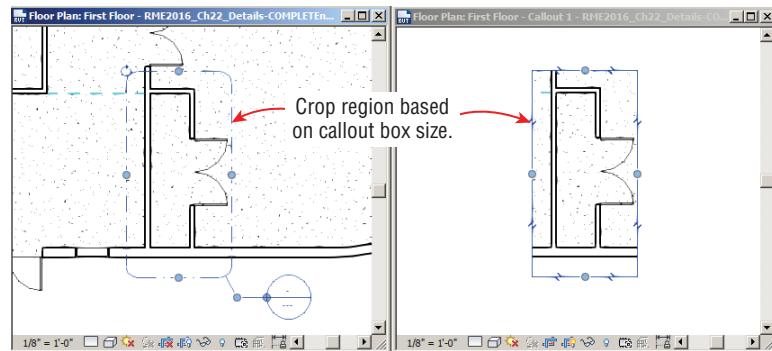 Floor Plan: First Floor - RME2016_Ch22_Details-COMPLETEn...
Floor Plan: First Floor - Callout 1 - RME2016_Ch22_Details-COM...
Crop region based
on callout box size.
1/8" = 1'-0"
1/8" = 1'-0"